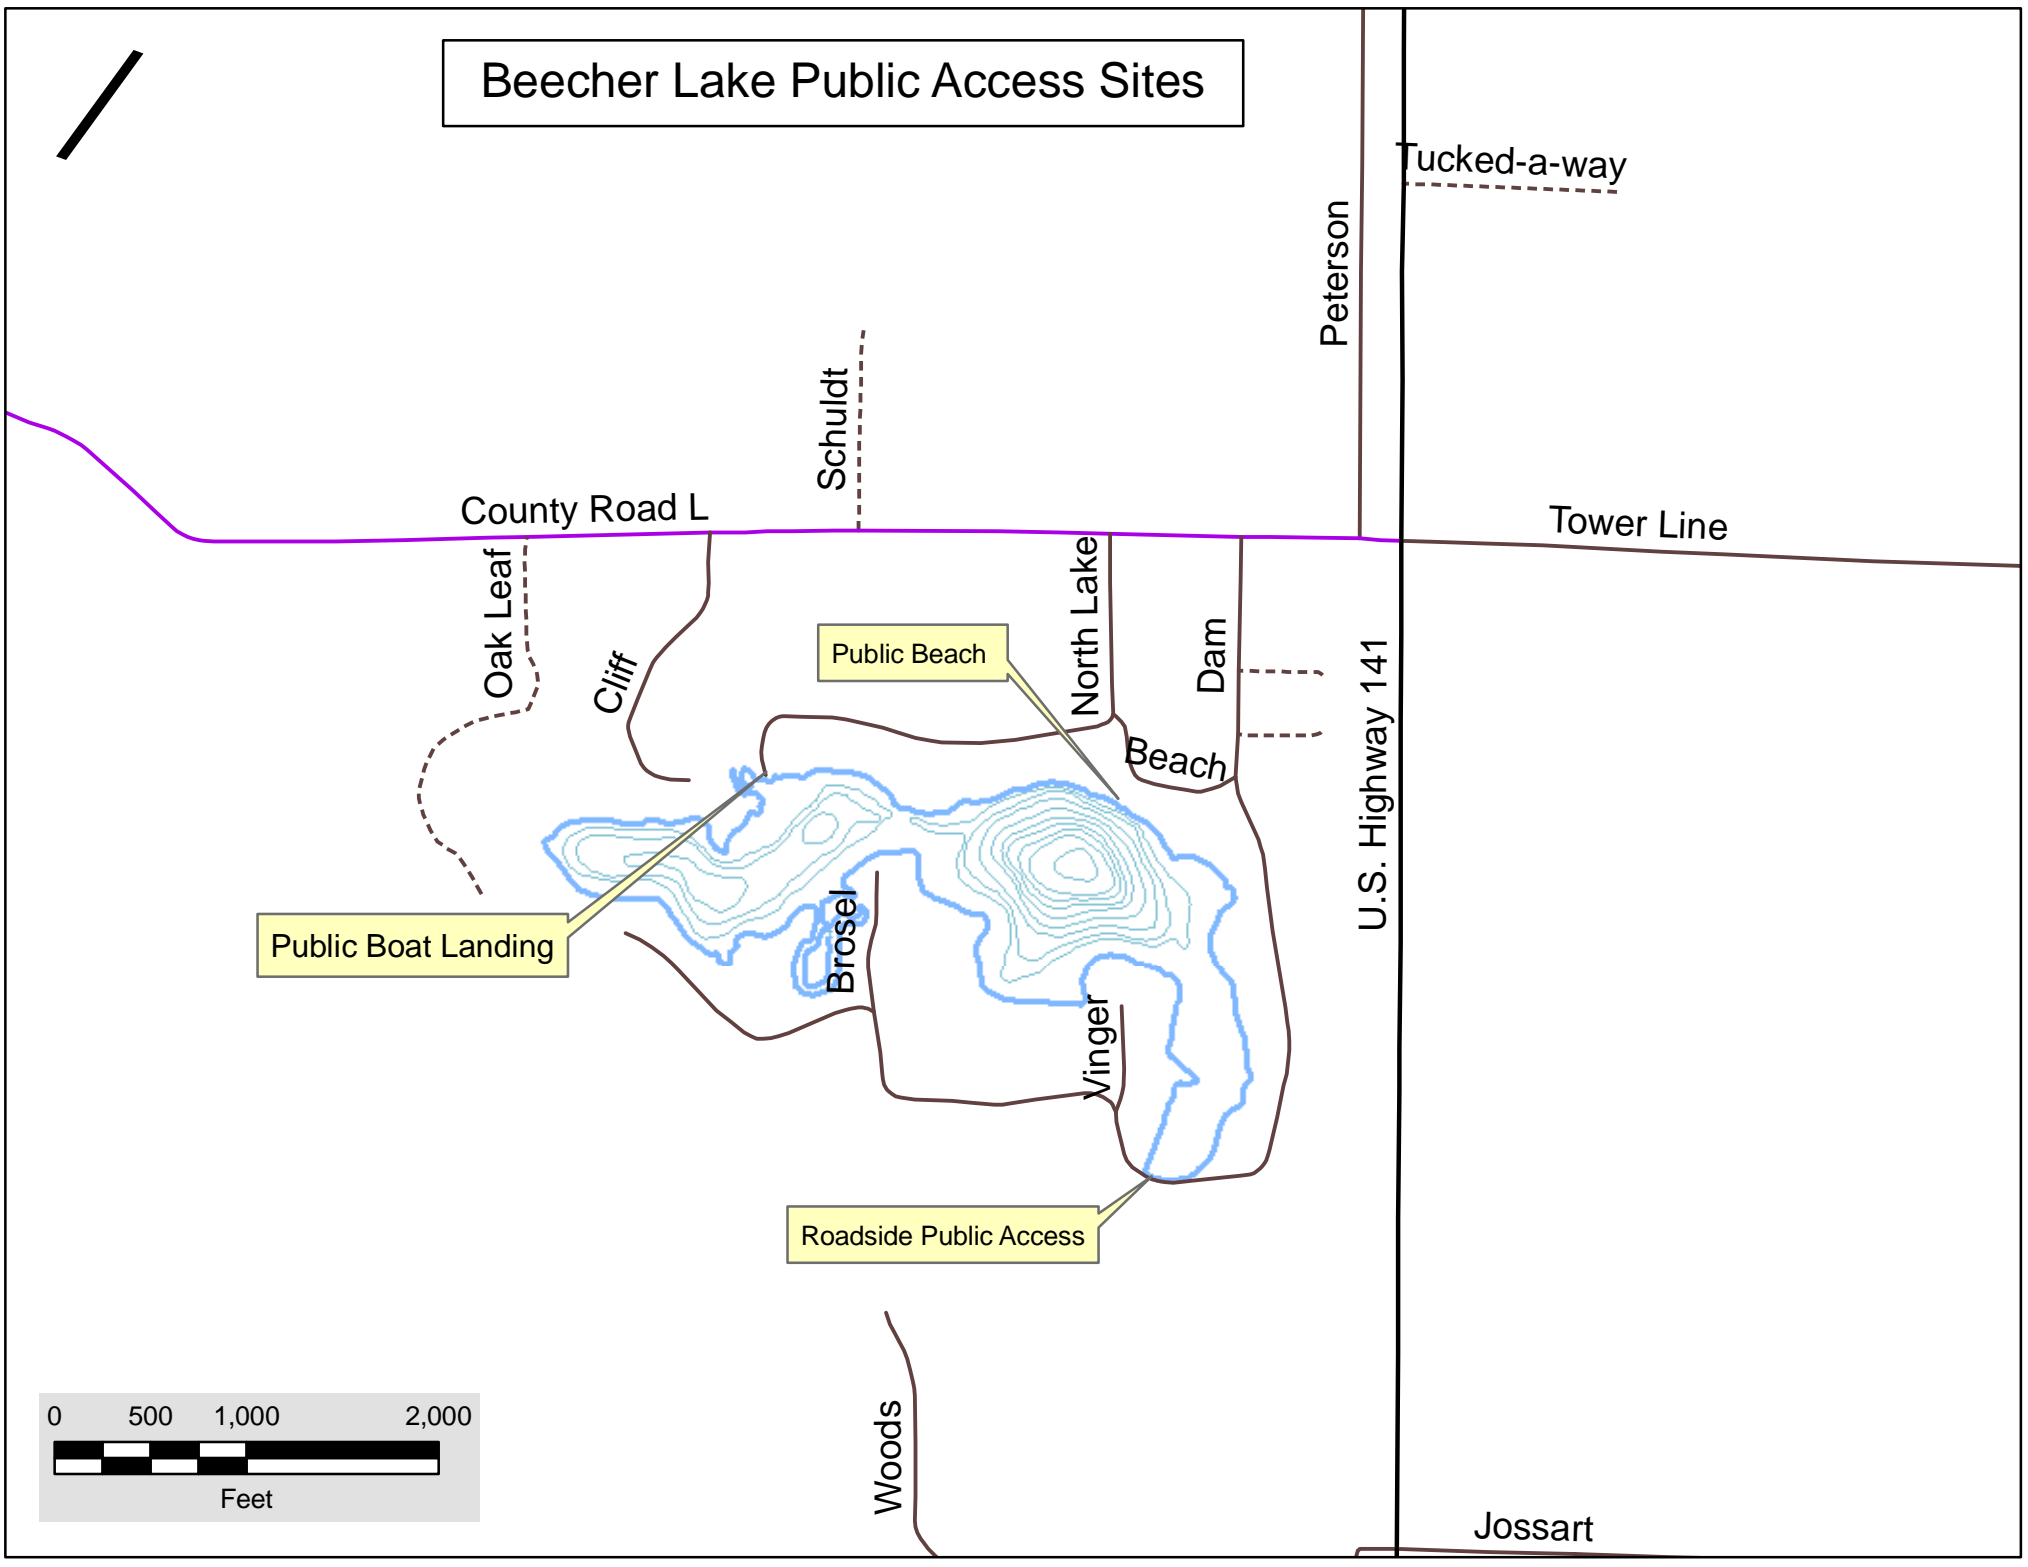 Beecher Lake Public Access Sites
Tucked-a-way
Peterson
Schuldt
County Road L
Tower Line
Oak Leaf
Cliff
Public Beach
North Lake
Dam
Beach
U.S. Highway 141
Public Boat Landing
Brosel
Vinger
Roadside Public Access
Woods
0 500 1,000 2,000
Feet
Jossart